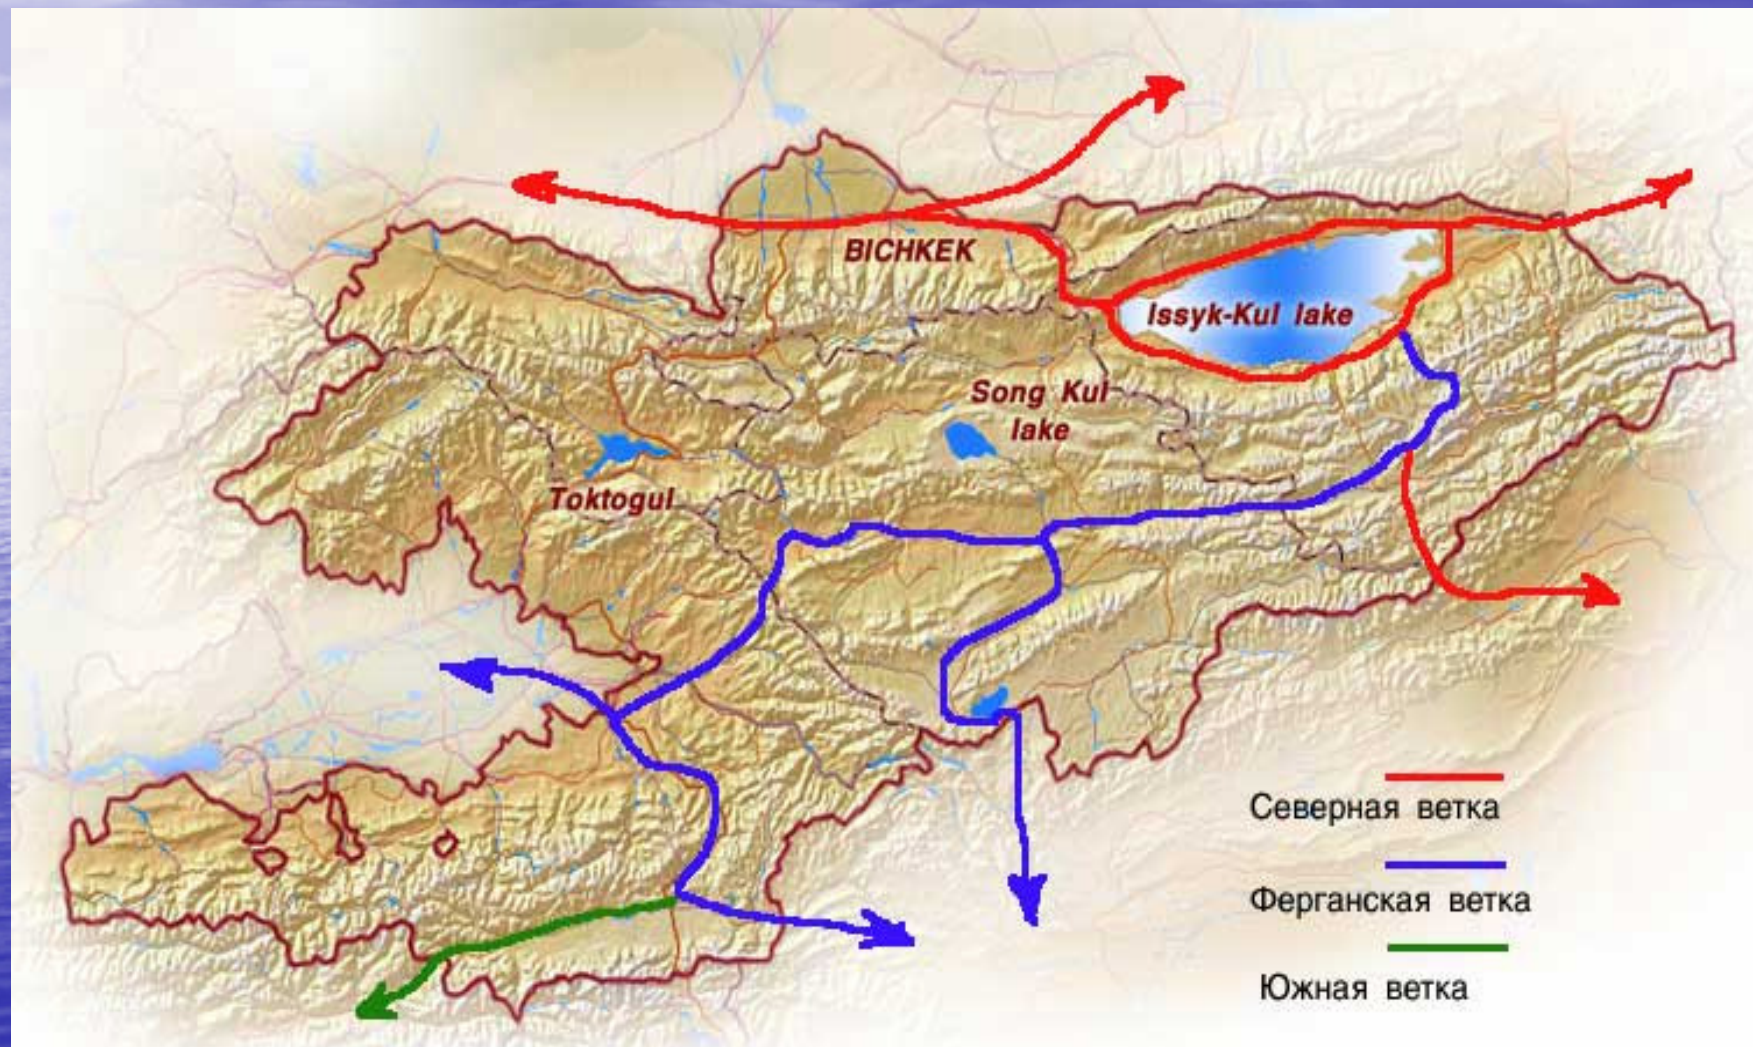 BICHKEK
Issyk-Kul lake
Song Kul
lake
Toktogul
Северная ветка
Ферганская ветка
Южная ветка